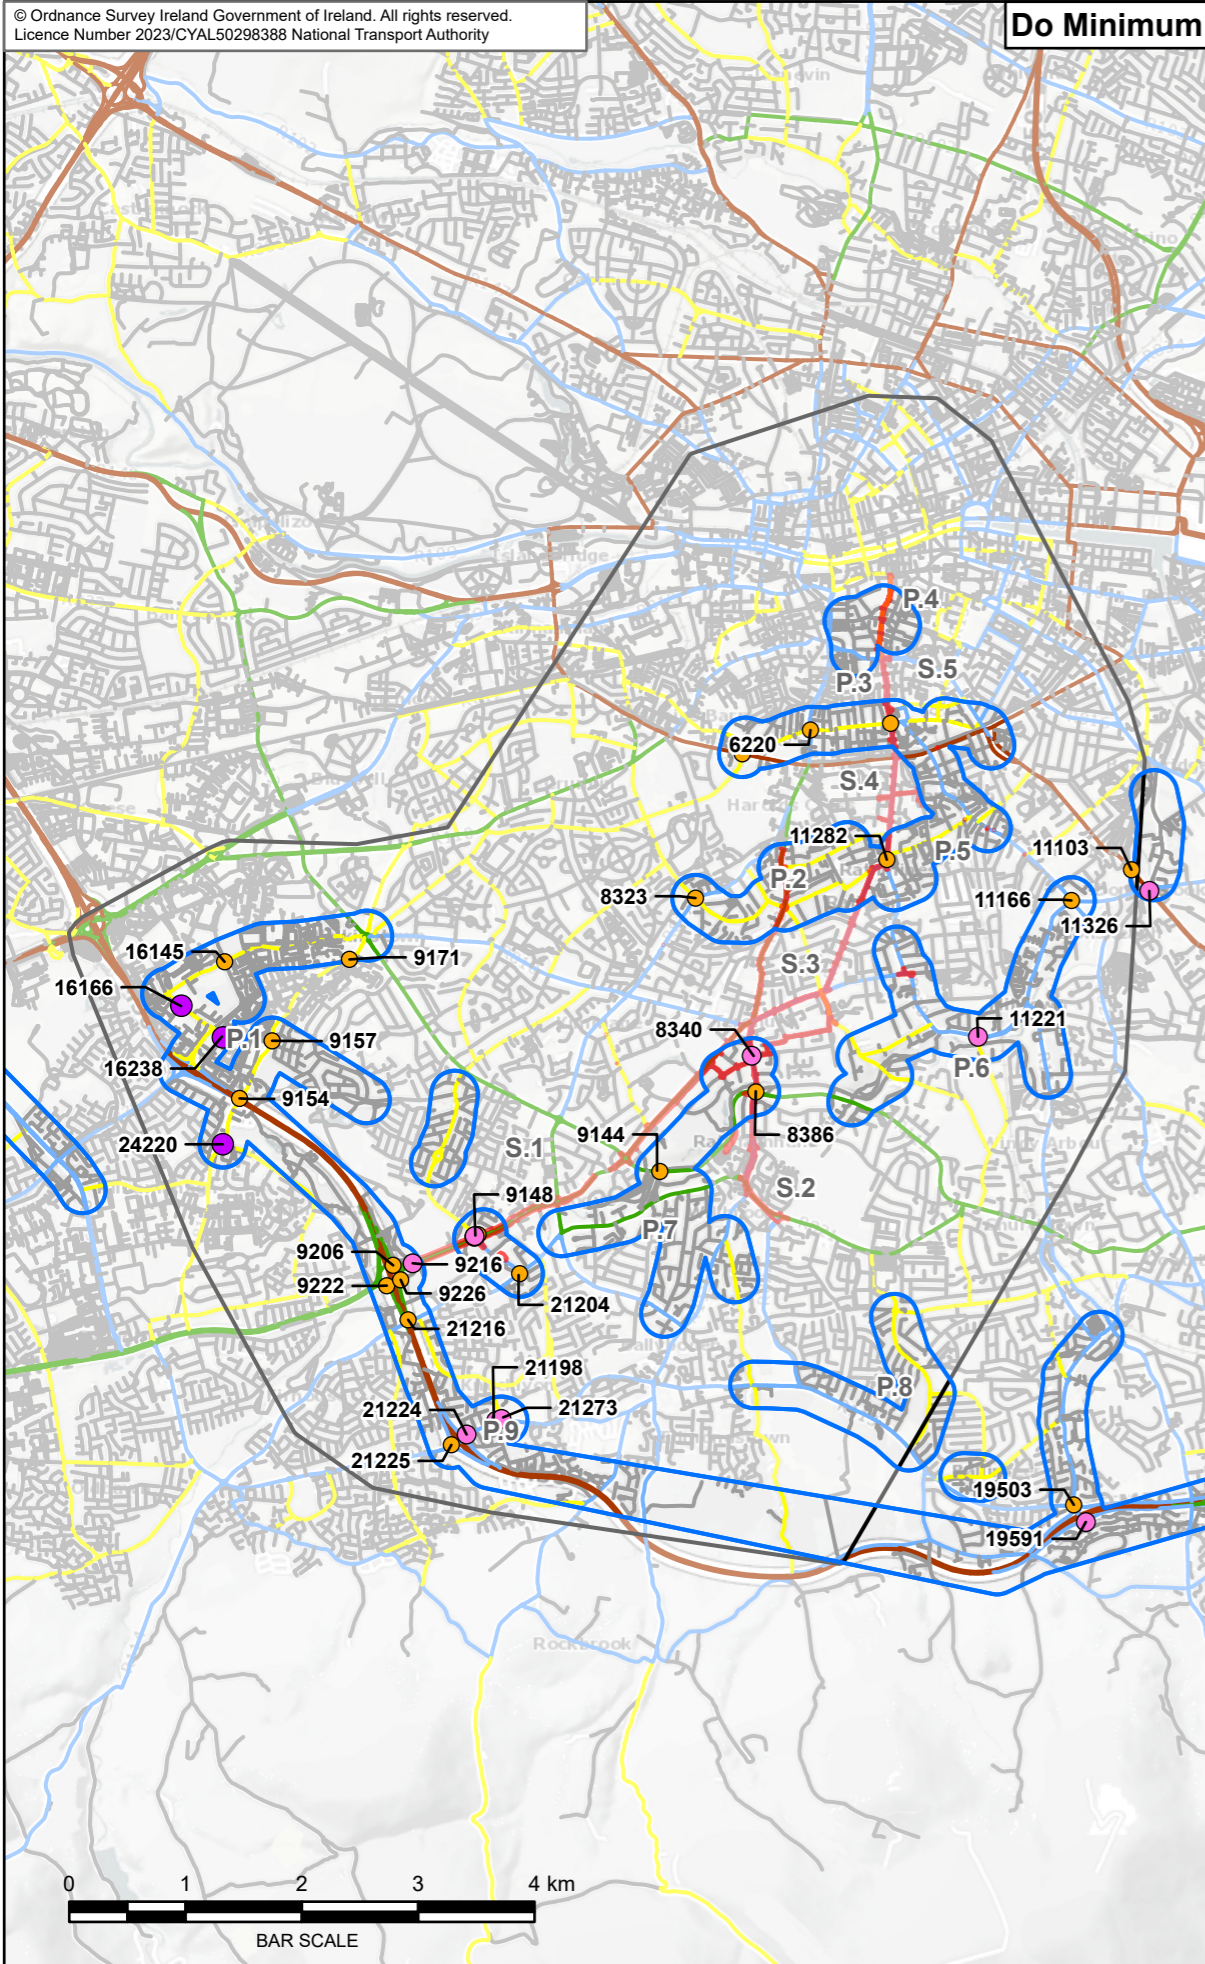 © Ordnance Survey Ireland Government of Ireland. All rights reserved.
Licence Number 2023/CYAL50298388 National Transport Authority
Do Minimum
P.4
S.5
P.3
6220
S.4
11282
P.5
11103
P.2
8323
11166
11326
16145
9171
S.3
16166
11221
8340
P.1
9157
16238
P.6
9154
9144
8386
24220
S.1
S.2
9148
P.7
9206
9216
9222
9226
21204
21216
21198
P.8
21224
21273
P.9
21225
19503
19591
Rockbrook
0 1 2 3 4 km
BAR SCALE